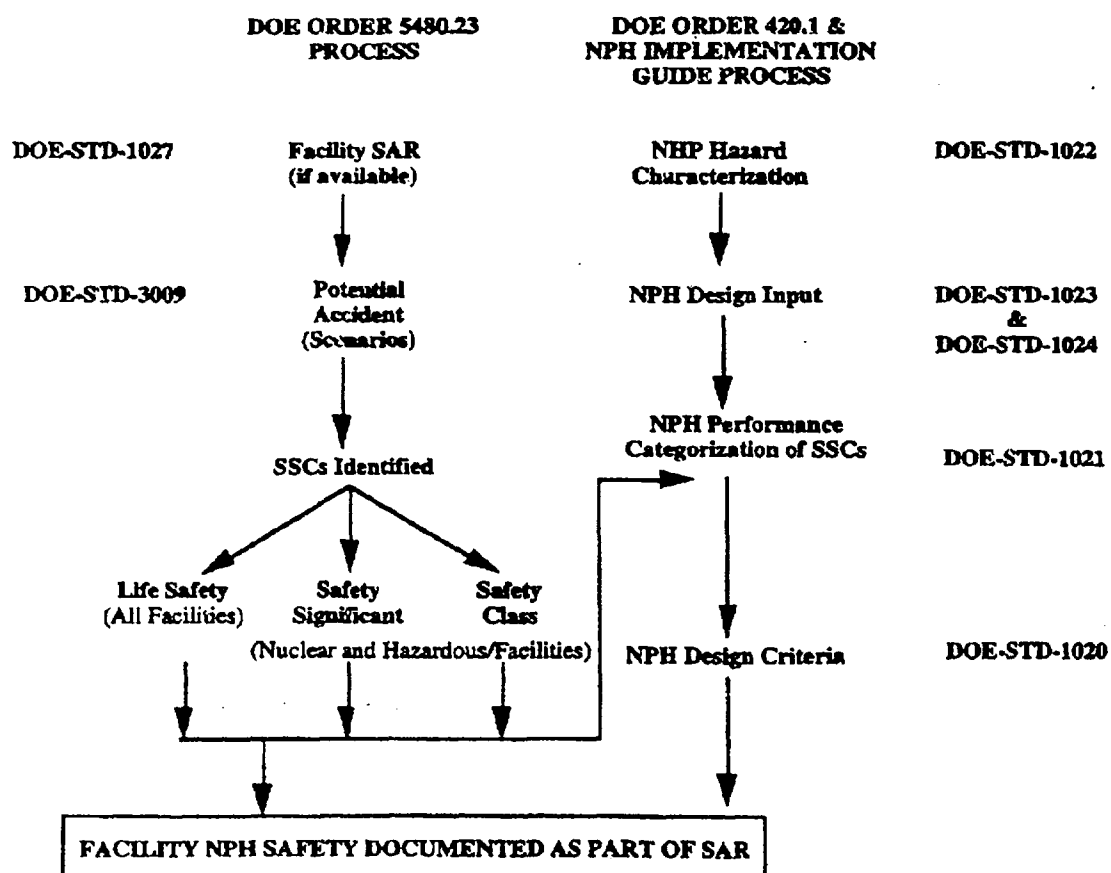 DOE ORDER 5480.23
PROCESS
DOE ORDER 420.1 &
NPH IMPLEMENTATION
GUIDE PROCESS
DOE-STD-1027
Facility SAR
(if available)
NHP Hazard
Characterization
DOE-STD-1022
DOE-STD-3009
Potential
Accident
(Scenarios)
NPH Design Input
DOE-STD-1023
&
DOE-STD-1024
SSCs Identified
NPH Performance
Categorization of SSCs
DOE-STD-1021
Life Safety
(All Facilities)
Safety
Significant
Safety
Class
(Nuclear and Hazardous/Facilities)
NPH Design Criteria
DOE-STD-1020
FACILITY NPH SAFETY DOCUMENTED AS PART OF SAR